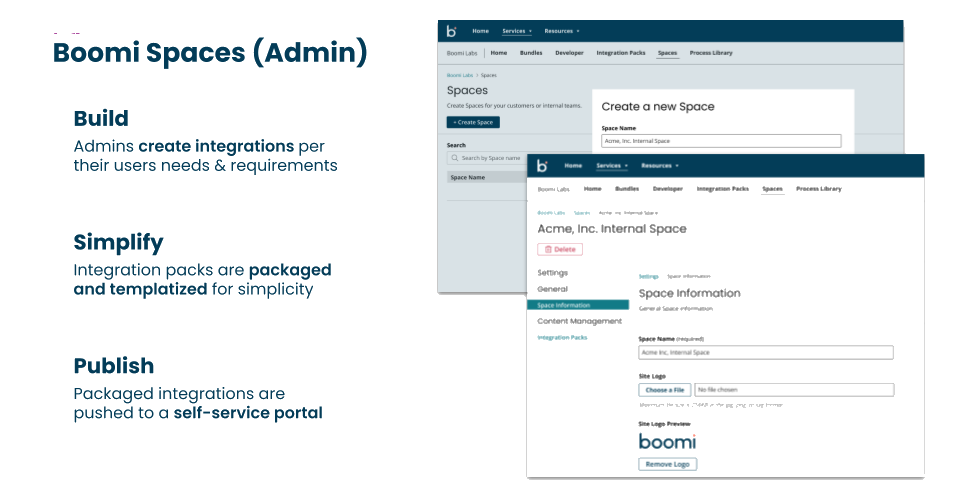 Boomi Spaces (Admin)
Build
Admins create integrations per
their users needs & requirements
Simplify
Integration packs are packaged
and templatized for simplicity
Publish
Packaged integrations are
pushed to a self-service portal
b Home Services Resources
Boomi Labs Home Bundles Developer Integration Packs Spaces Process Library
Boomi Labs > Spaces
Spaces
Create Spaces for your customers or internal teams.
+ Create Space
Search
Search by Space name
Space Name
Create a new Space
Space Name
Acme, Inc. Internal Space
b Home Services Resources
Boomi Labs Home Bundles Developer Integration Packs Spaces Process Library
Boomi Labs Spaces Acme, Inc. Internal Space
Acme, Inc. Internal Space
Delete
Settings
General
Space Information
Content Management
Integration Packs
Settings Space Information
Space Information
General Space Information
Space Name (required)
Acme Inc, Internal Space
Site Logo
Choose a File No file chosen
Site Logo Preview
boomi
Remove Logo